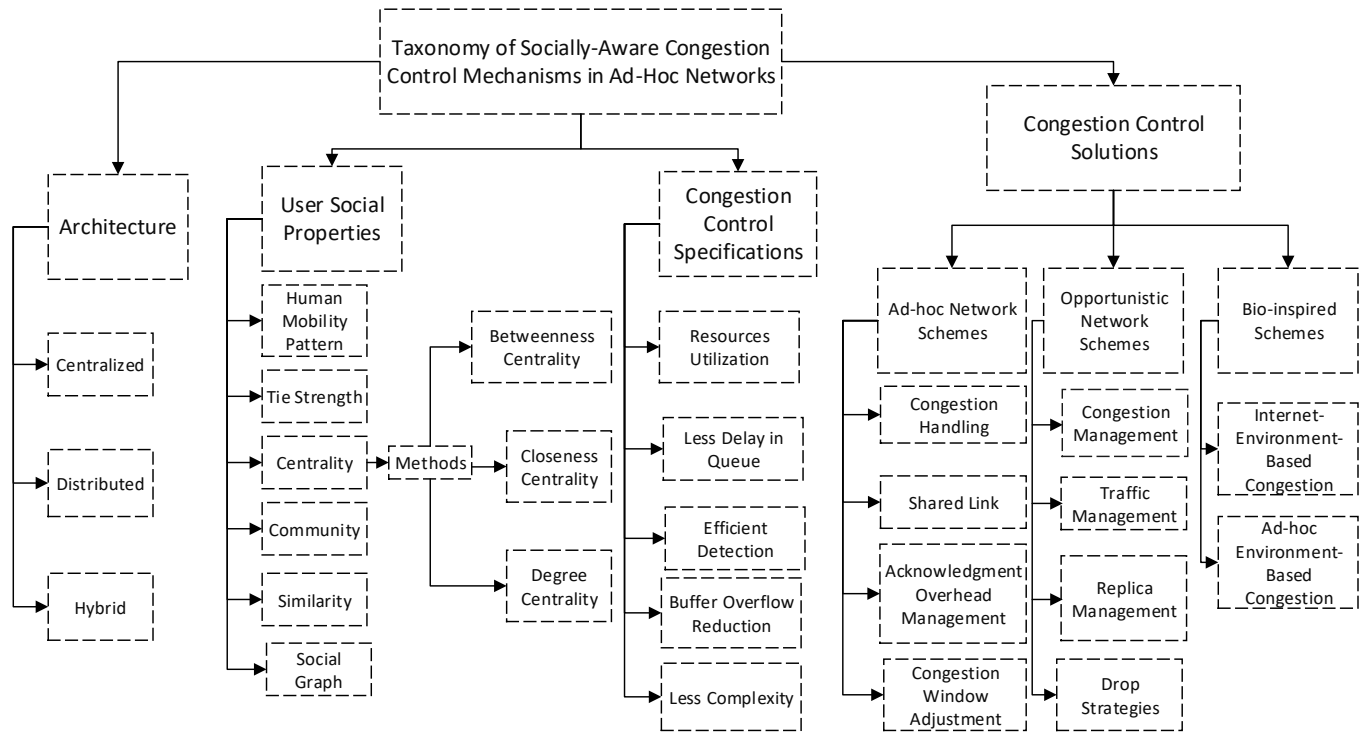 Taxonomy of Socially-Aware Congestion
Control Mechanisms in Ad-Hoc Networks
Architecture
Centralized
Distributed
Hybrid
User Social
Properties
Human
Mobility
Pattern
Tie Strength
Centrality
Community
Similarity
Social
Graph
Methods
Betweenness
Centrality
Closeness
Centrality
Degree
Centrality
Congestion
Control
Specifications
Resources
Utilization
Less Delay in
Queue
Efficient
Detection
Buffer Overflow
Reduction
Less Complexity
Congestion Control
Solutions
Ad-hoc Network
Schemes
Congestion
Handling
Shared Link
Acknowledgment
Overhead
Management
Congestion
Window
Adjustment
Opportunistic
Network
Schemes
Congestion
Management
Traffic
Management
Replica
Management
Drop
Strategies
Bio-inspired
Schemes
Internet-
Environment-
Based
Congestion
Ad-hoc
Environment-
Based
Congestion